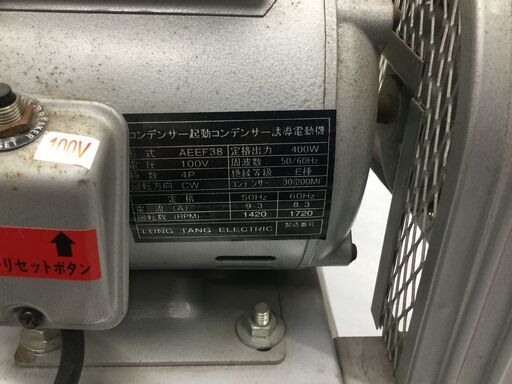 コンデンサー起動コンデンサー誘導電動機
形式 AEEF38 定格出力 400W
電圧 100V 周波数. 50/60Hz
極数 4P 絶縁等級 E種
回転方向 CW コンデンサー 30/200MF
定格 50Hz 60Hz
電流(A) 9.3 8.3
回転数(RPM) 1420 1720
LUNG TANG ELECTRIC 製造番号
100V
リセットボタン